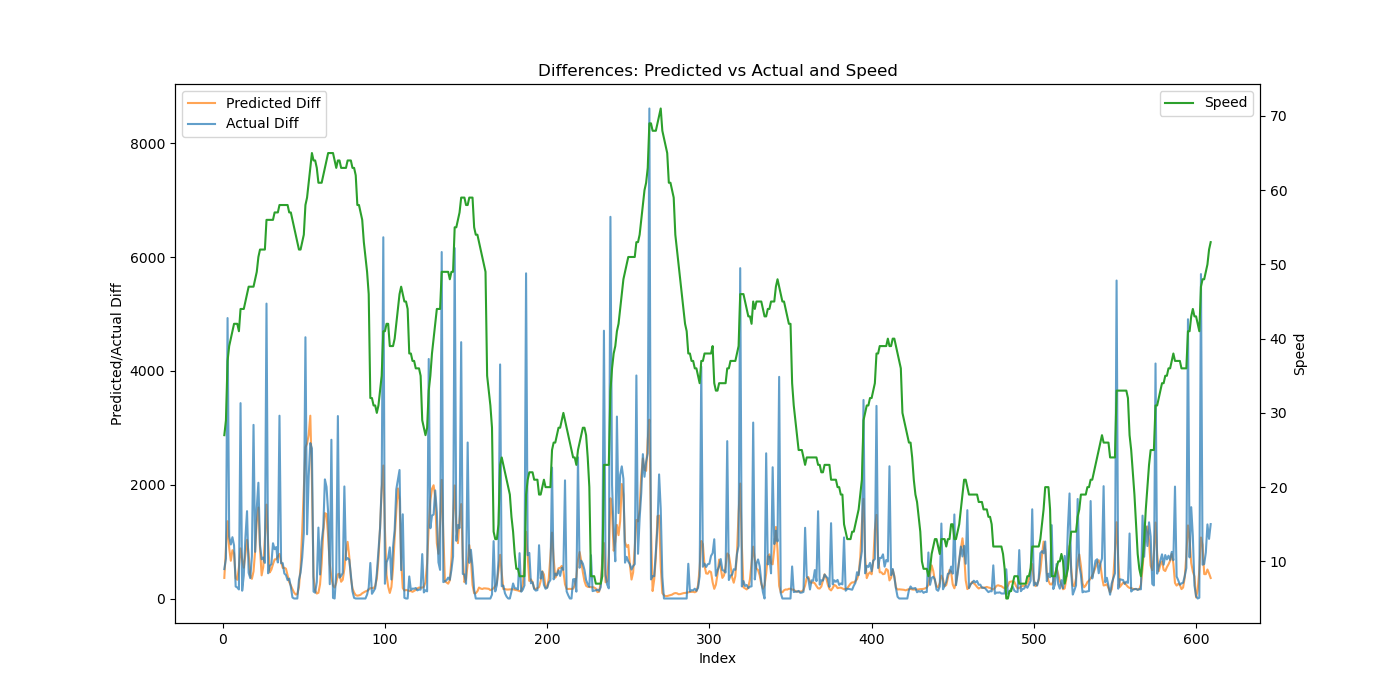 Differences: Predicted vs Actual and Speed
Predicted Diff
Actual Diff
Speed
8000
6000
4000
2000
0
Predicted/Actual Diff
70
60
50
40
30
20
10
Speed
0 100 200 300 400 500 600
Index